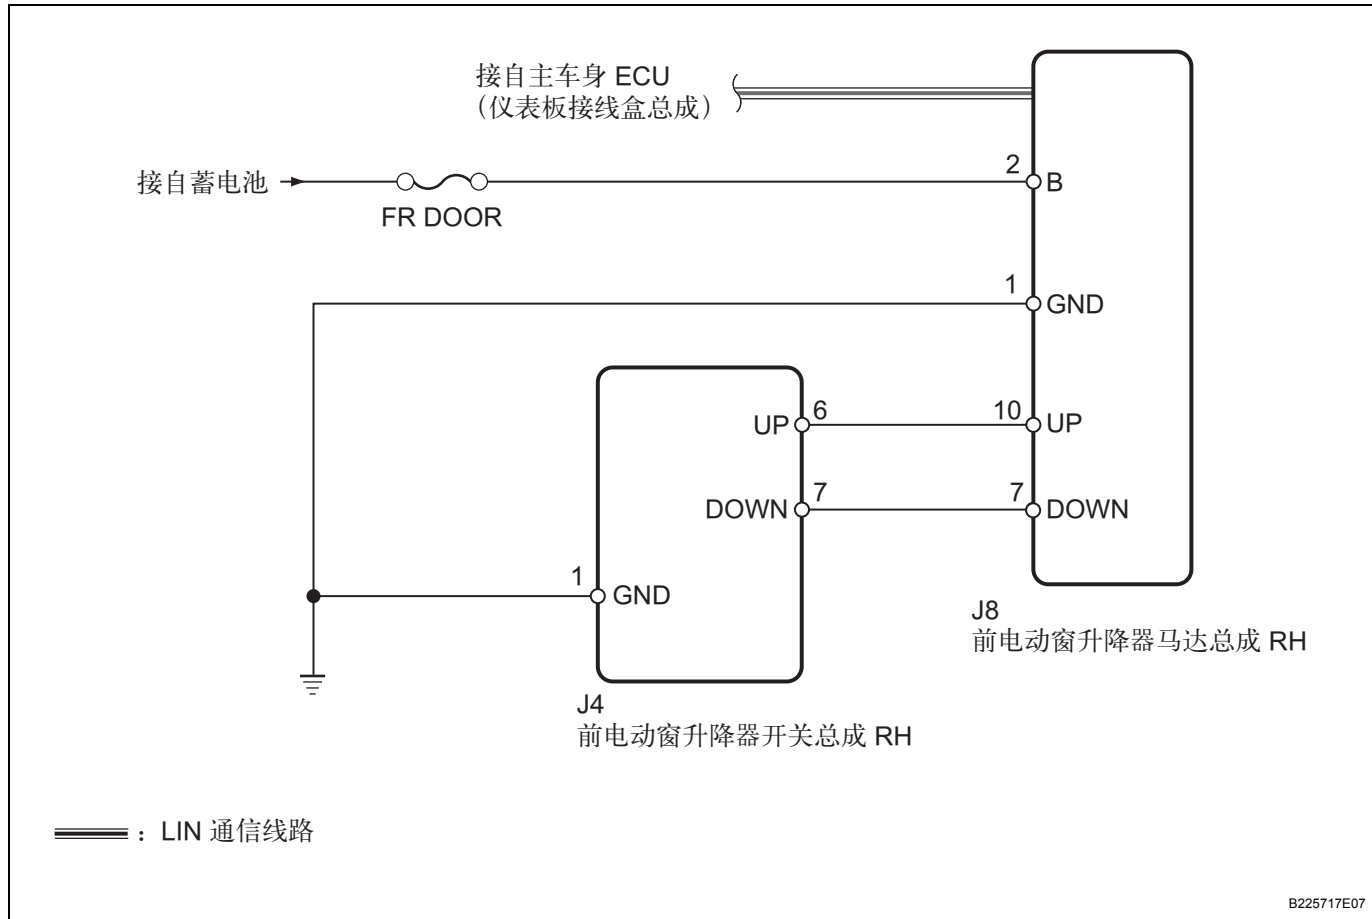 接自主车身 ECU
（仪表板接线盒总成）
接自蓄电池
FR DOOR
2
B
1
GND
UP
6
10
UP
DOWN
7
7
DOWN
1
GND
J8
前电动窗升降器马达总成 RH
J4
前电动窗升降器开关总成 RH
：LIN 通信线路
B225717E07